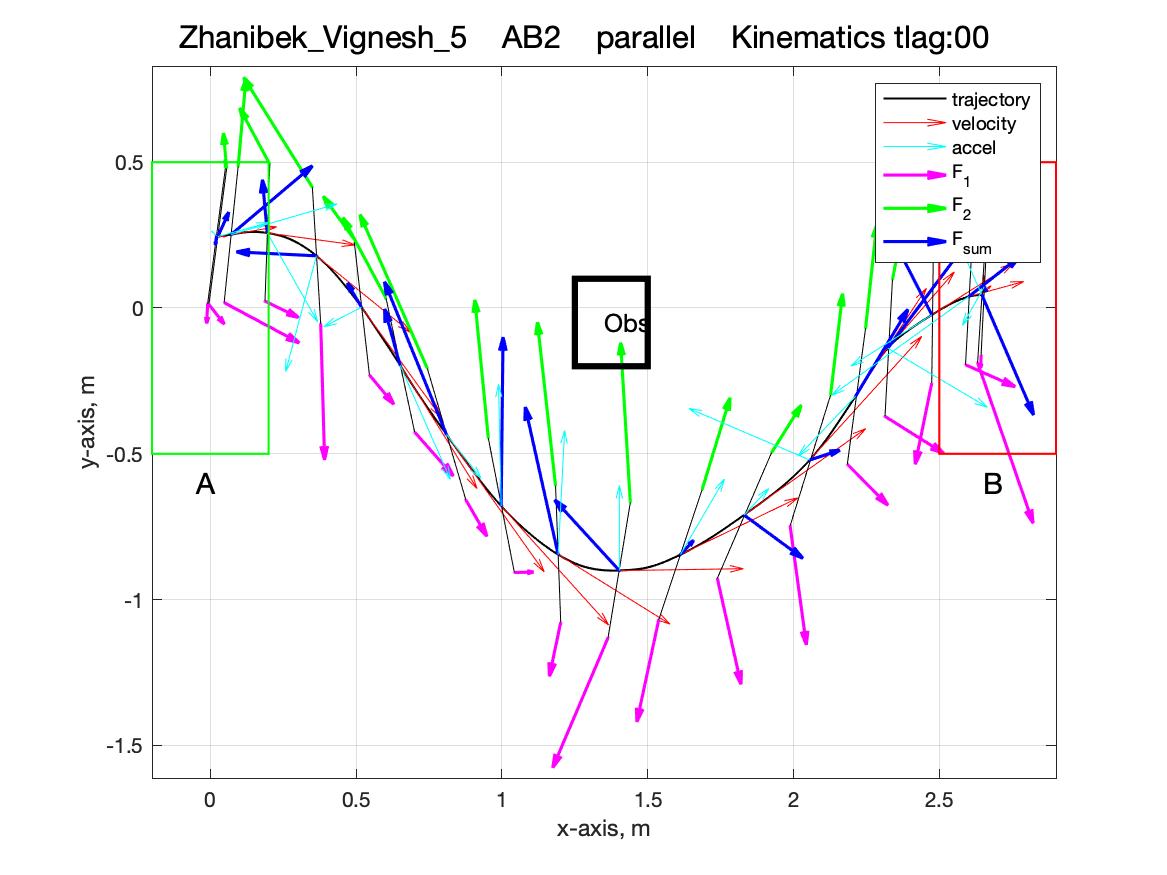 Zhanibek_Vignesh_5 AB2 parallel Kinematics tlag:00
trajectory
velocity
accel
F1
F2
Fsum
0.5
0
-0.5
-1
-1.5
y-axis, m
Obs
A
B
0 0.5 1 1.5 2 2.5
x-axis, m